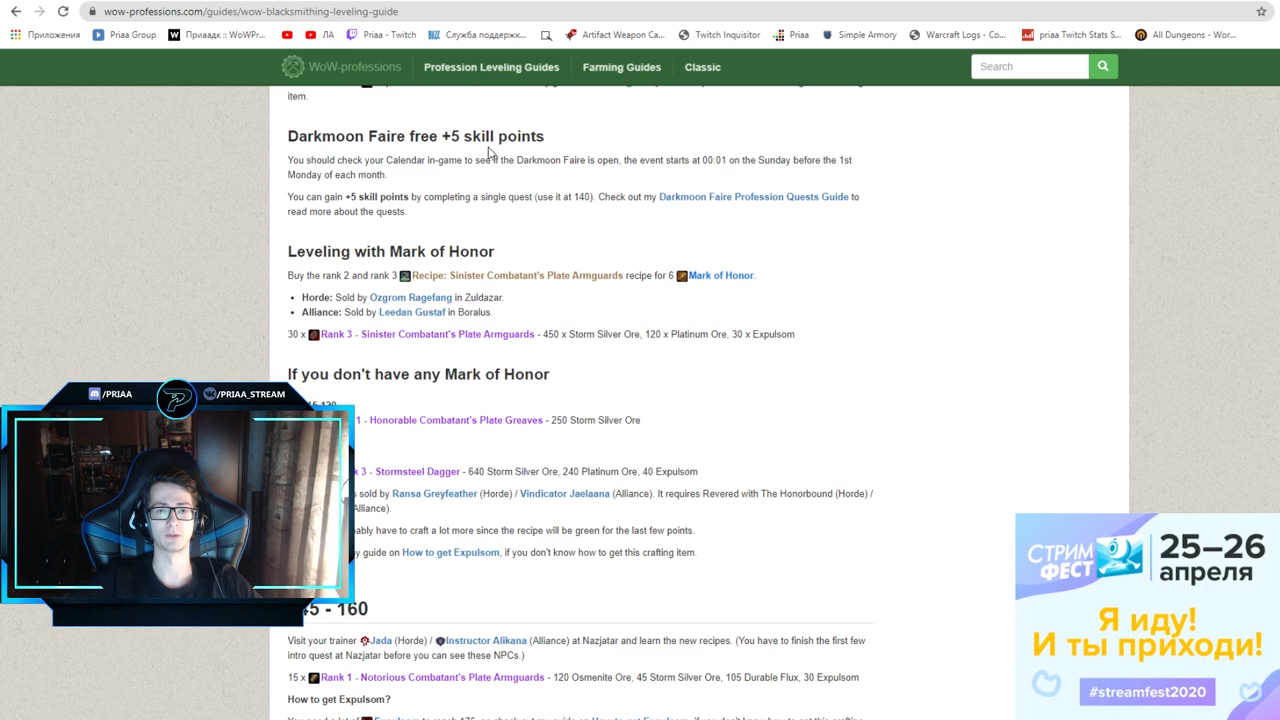 wow-professions.com/guides/wow-blacksmithing-leveling-guide
Приложения Priaa Group Приаадк :: WoWPr... ЛА Priaa - Twitch Служба поддержк... Artifact Weapon Ca... Twitch Inquisitor Priaa Simple Armory Warcraft Logs - Co... priaa Twitch Stats S... All Dungeons - Wor...
WoW-professions Profession Leveling Guides Farming Guides Classic Search
item.
Darkmoon Faire free +5 skill points
You should check your Calendar in-game to see if the Darkmoon Faire is open, the event starts at 00:01 on the Sunday before the 1st
Monday of each month.
You can gain +5 skill points by completing a single quest (use it at 140). Check out my Darkmoon Faire Profession Quests Guide to
read more about the quests.
Leveling with Mark of Honor
Buy the rank 2 and rank 3 Recipe: Sinister Combatant's Plate Armguards recipe for 6 Mark of Honor.
• Horde: Sold by Ozgrom Ragefang in Zuldazar.
• Alliance: Sold by Leedan Gustaf in Boralus.
30 x Rank 3 - Sinister Combatant's Plate Armguards - 450 x Storm Silver Ore, 120 x Platinum Ore, 30 x Expulsom
If you don't have any Mark of Honor
1 - Honorable Combatant's Plate Greaves - 250 Storm Silver Ore
3 - Stormsteel Dagger - 640 Storm Silver Ore, 240 Platinum Ore, 40 Expulsom
sold by Ransa Greyfeather (Horde) / Vindicator Jaelaana (Alliance). It requires Revered with The Honorbound (Horde) /
Alliance).
have to craft a lot more since the recipe will be green for the last few points.
guide on How to get Expulsom, if you don't know how to get this crafting item.
/PRIAA /PRIAA_STREAM
5 - 160
Visit your trainer Jada (Horde) / Instructor Alikana (Alliance) at Nazjatar and learn the new recipes. (You have to finish the first few
intro quest at Nazjatar before you can see these NPCs.)
15 x Rank 1 - Notorious Combatant's Plate Armguards - 120 Osmenite Ore, 45 Storm Silver Ore, 105 Durable Flux, 30 Expulsom
How to get Expulsom?
СТРИМ
ФЕСТ
25–26
апреля
Я иду!
И ты приходи!
#streamfest2020